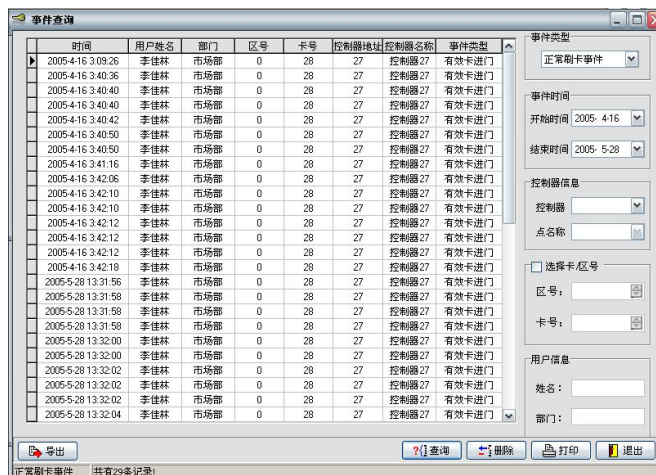 事件查询
时间 用户姓名 部门 区号 卡号 控制器地址 控制器名称 事件类型
2005-4-16 3:09:26 李佳林 市场部 0 28 27 控制器27 有效卡进门
2005-4-16 3:40:36 李佳林 市场部 0 28 27 控制器27 有效卡进门
2005-4-16 3:40:40 李佳林 市场部 0 28 27 控制器27 有效卡进门
2005-4-16 3:40:40 李佳林 市场部 0 28 27 控制器27 有效卡进门
2005-4-16 3:40:42 李佳林 市场部 0 28 27 控制器27 有效卡进门
2005-4-16 3:40:50 李佳林 市场部 0 28 27 控制器27 有效卡进门
2005-4-16 3:40:50 李佳林 市场部 0 28 27 控制器27 有效卡进门
2005-4-16 3:41:16 李佳林 市场部 0 28 27 控制器27 有效卡进门
2005-4-16 3:42:06 李佳林 市场部 0 28 27 控制器27 有效卡进门
2005-4-16 3:42:10 李佳林 市场部 0 28 27 控制器27 有效卡进门
2005-4-16 3:42:10 李佳林 市场部 0 28 27 控制器27 有效卡进门
2005-4-16 3:42:12 李佳林 市场部 0 28 27 控制器27 有效卡进门
2005-4-16 3:42:12 李佳林 市场部 0 28 27 控制器27 有效卡进门
2005-4-16 3:42:12 李佳林 市场部 0 28 27 控制器27 有效卡进门
2005-4-16 3:42:18 李佳林 市场部 0 28 27 控制器27 有效卡进门
2005-5-28 13:31:56 李佳林 市场部 0 28 27 控制器27 有效卡进门
2005-5-28 13:31:58 李佳林 市场部 0 28 27 控制器27 有效卡进门
2005-5-28 13:31:58 李佳林 市场部 0 28 27 控制器27 有效卡进门
2005-5-28 13:31:58 李佳林 市场部 0 28 27 控制器27 有效卡进门
2005-5-28 13:32:00 李佳林 市场部 0 28 27 控制器27 有效卡进门
2005-5-28 13:32:00 李佳林 市场部 0 28 27 控制器27 有效卡进门
2005-5-28 13:32:02 李佳林 市场部 0 28 27 控制器27 有效卡进门
2005-5-28 13:32:02 李佳林 市场部 0 28 27 控制器27 有效卡进门
2005-5-28 13:32:02 李佳林 市场部 0 28 27 控制器27 有效卡进门
2005-5-28 13:32:04 李佳林 市场部 0 28 27 控制器27 有效卡进门
事件类型
正常刷卡事件
事件时间
开始时间 2005- 4-16
结束时间 2005- 5-28
控制器信息
控制器
点名称
选择卡/区号
区号：
卡号：
用户信息
姓名：
部门：
导出 查询 删除 打印 退出
正常刷卡事件 共有29条记录!